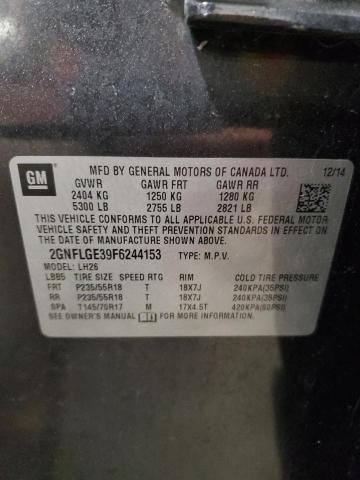 GM
MFD BY GENERAL MOTORS OF CANADA LTD. 12/14
GVWR GAWR FRT GAWR RR
2404 KG 1250 KG 1280 KG
5300 LB 2755 LB 2821 LB
THIS VEHICLE CONFORMS TO ALL APPLICABLE U.S. FEDERAL MOTOR
VEHICLE SAFETY AND THEFT PREVENTION STANDARDS IN EFFECT ON
THE DATE OF MANUFACTURE SHOWN ABOVE.
2GNFLGE39F6244153 TYPE: M.P.V.
MODEL: LH26
LBB5 TIRE SIZE SPEED RTG RIM COLD TIRE PRESSURE
FRT P235/55R18 T 18X7J 240KPA(35PSI)
RR P235/55R18 T 18X7J 240KPA(35PSI)
SPA T145/70R17 M 17X4.5T 420KPA(60PSI)
SEE OWNER'S MANUAL FOR MORE INFORMATION.